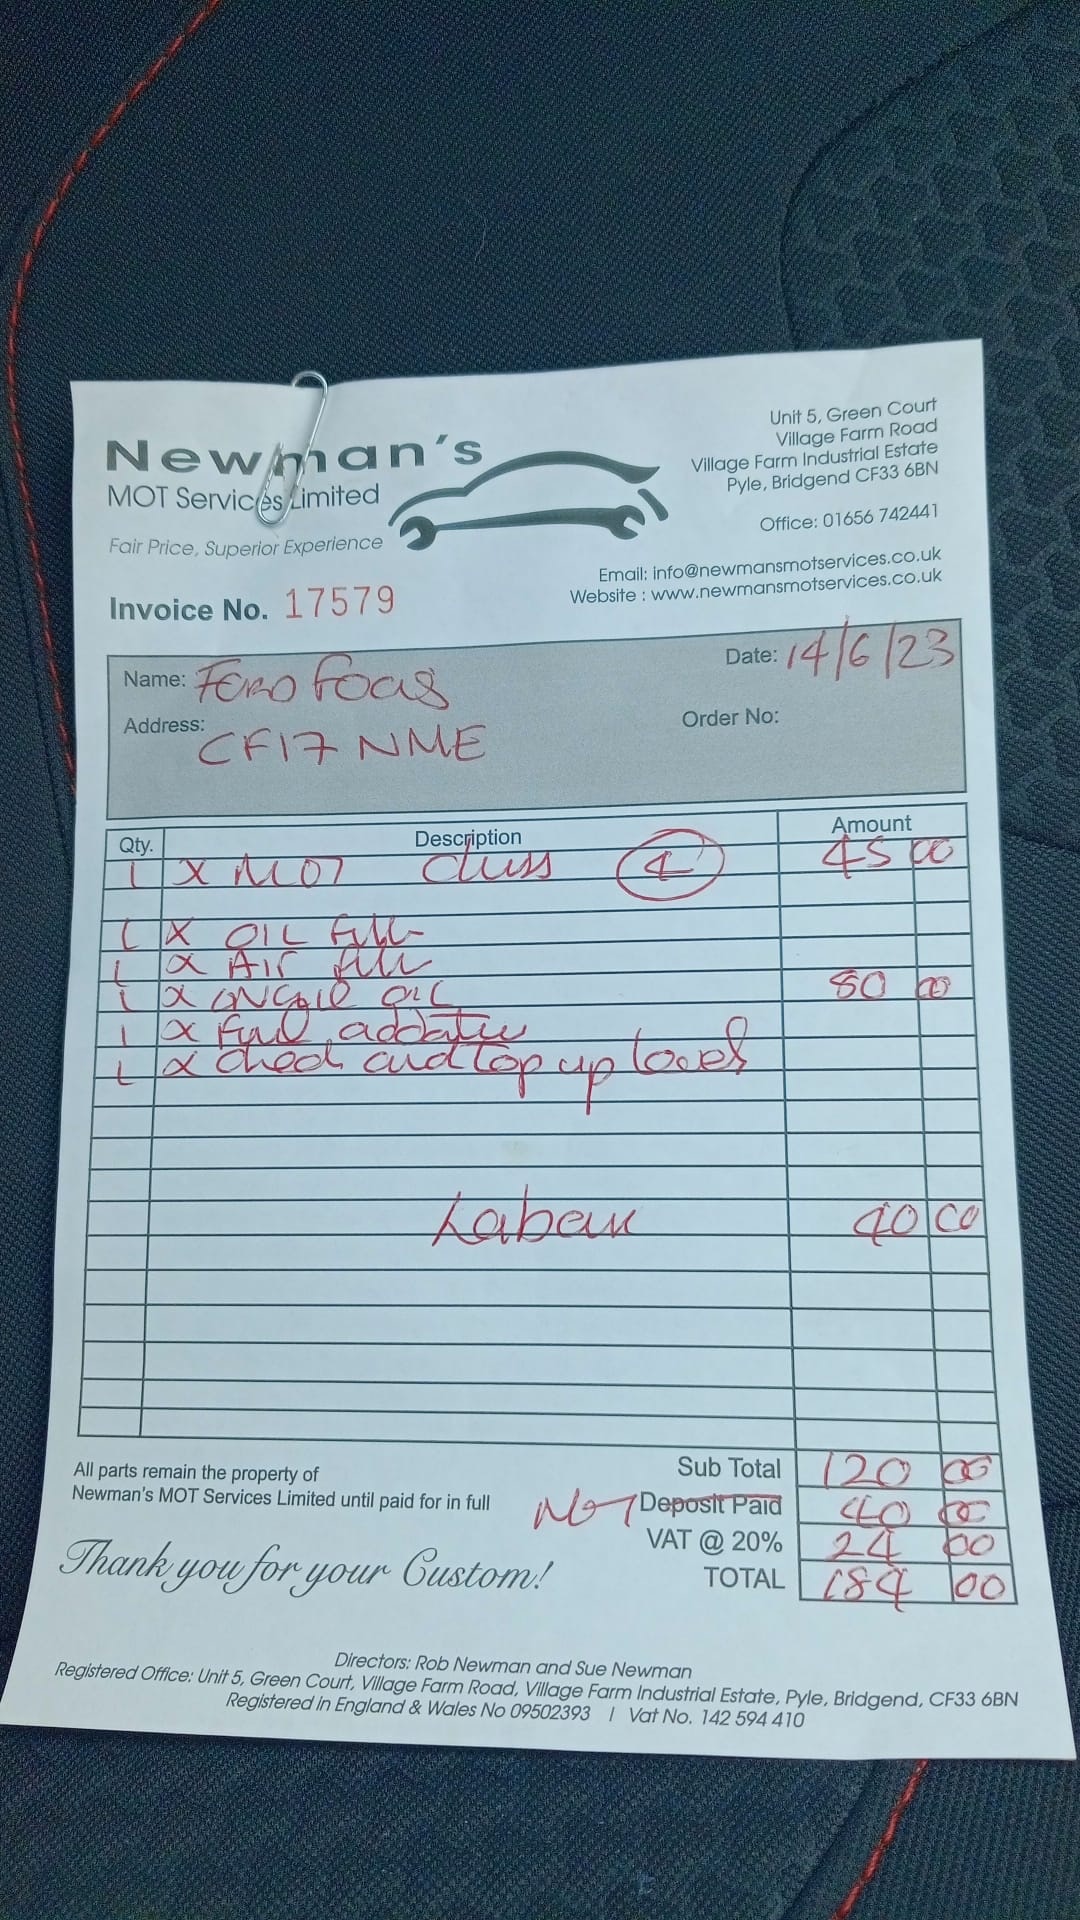 Newman's
MOT Services Limited
Fair Price, Superior Experience
Unit 5, Green Court
Village Farm Road
Village Farm Industrial Estate
Pyle, Bridgend CF33 6BN
Office: 01656 742441
Email: info@newmansmotservices.co.uk
Website : www.newmansmotservices.co.uk
Invoice No. 17579
Name: FORD Focus
Date: 14/6/23
Address: CF17 NME
Order No:
Qty. Description Amount
1 x MOT Class 4 45 00
1 x OIL
1 x Air
1 x engine oil 80 00
1 x Fuel additive
1 x check and top up level
Labour 40 00
All parts remain the property of
Newman's MOT Services Limited until paid for in full
Thank you for your Custom!
Sub Total 120 00
MOT Deposit Paid 40 00
VAT @ 20% 24 00
TOTAL 184 00
Directors: Rob Newman and Sue Newman
Registered Office: Unit 5, Green Court, Village Farm Road, Village Farm Industrial Estate, Pyle, Bridgend, CF33 6BN
Registered in England & Wales No 09502393 | Vat No. 142 594 410